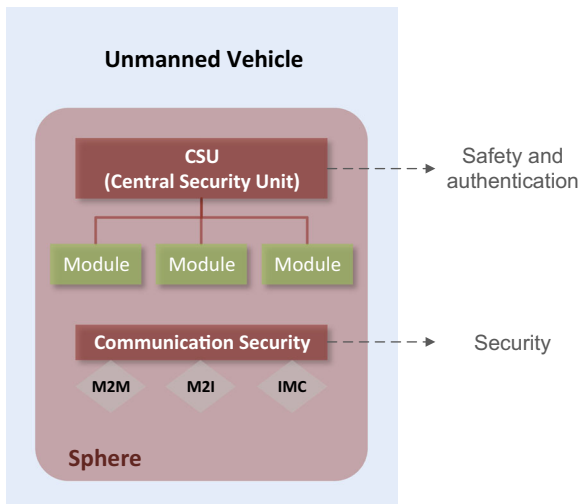 Unmanned Vehicle
CSU
(Central Security Unit)
Safety and
authentication
Module
Module
Module
Communication Security
Security
M2M
M2I
IMC
Sphere